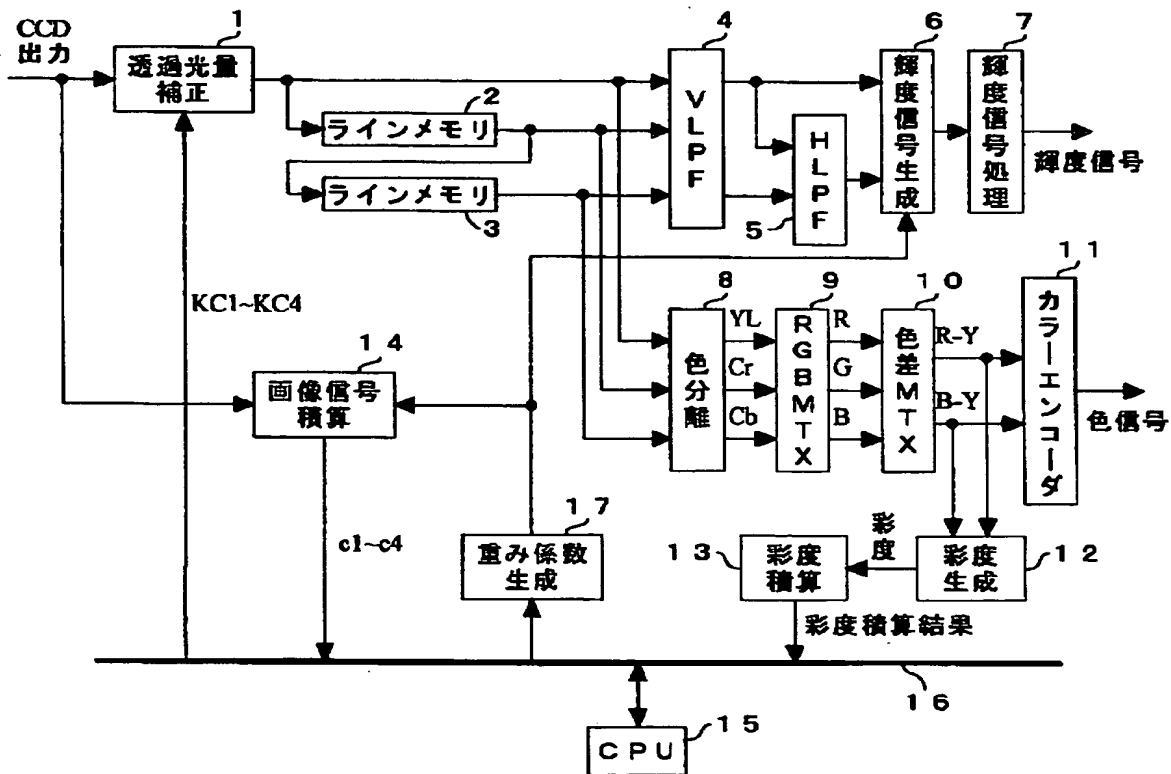 CCD
出力
1
透過光量
補正
2
ラインメモリ
ラインメモリ
3
4
VLPF
HLPF
5
6
輝度信号生成
7
輝度信号処理
輝度信号
KC1~KC4
14
画像信号
積算
c1~c4
8
色分離
YL
Cr
Cb
9
RGBMTX
R
G
B
10
色差MTX
R-Y
B-Y
11
カラーエンコーダ
色信号
17
重み係数
生成
13
彩度
積算
彩度
彩度
生成
12
彩度積算結果
16
15
CPU